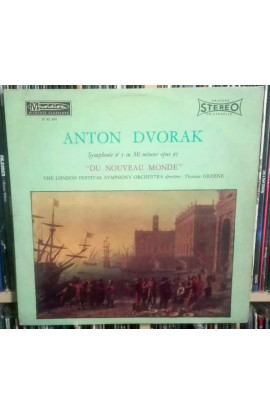 Musidisc
STEREO
ANTON DVORAK
Symphonie n° 5 en Mi mineur opus 95
"DU NOUVEAU MONDE"
THE LONDON FESTIVAL SYMPHONY ORCHESTRA direction : Thomas GREENE